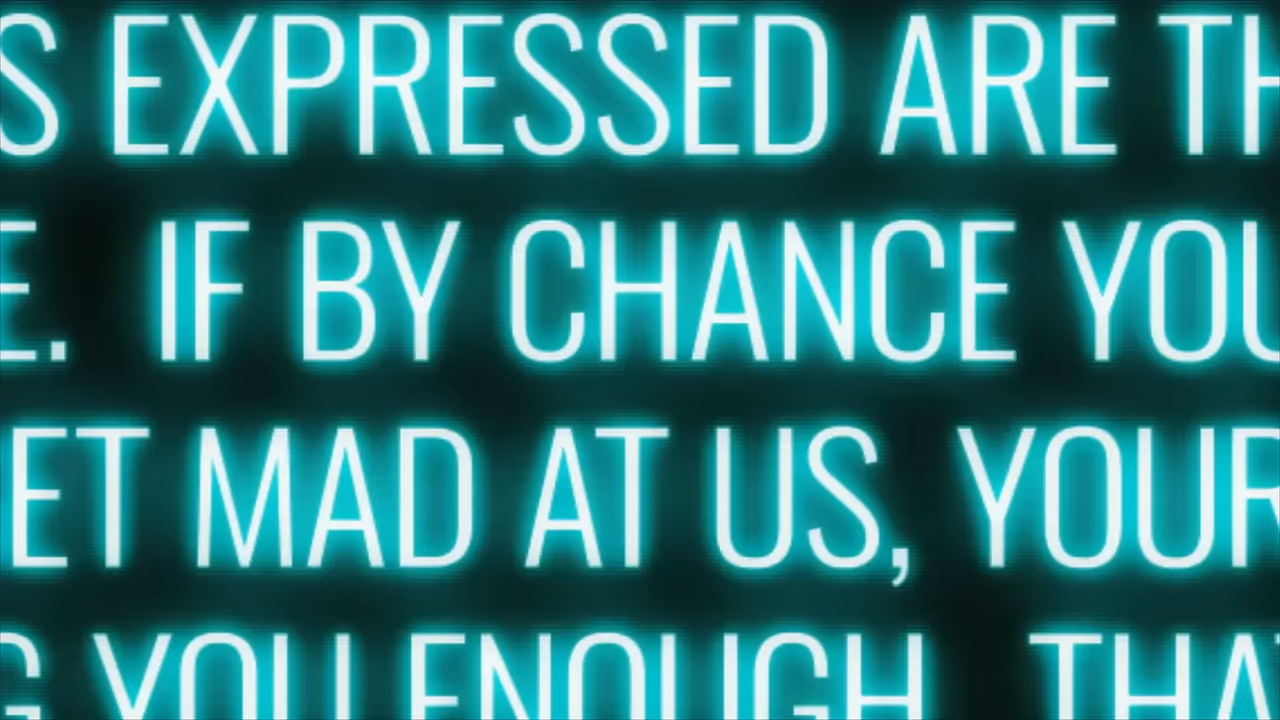 S EXPRESSED ARE TH
E. IF BY CHANCE YOU
ET MAD AT US, YOUR
G YOU ENOUGH THA